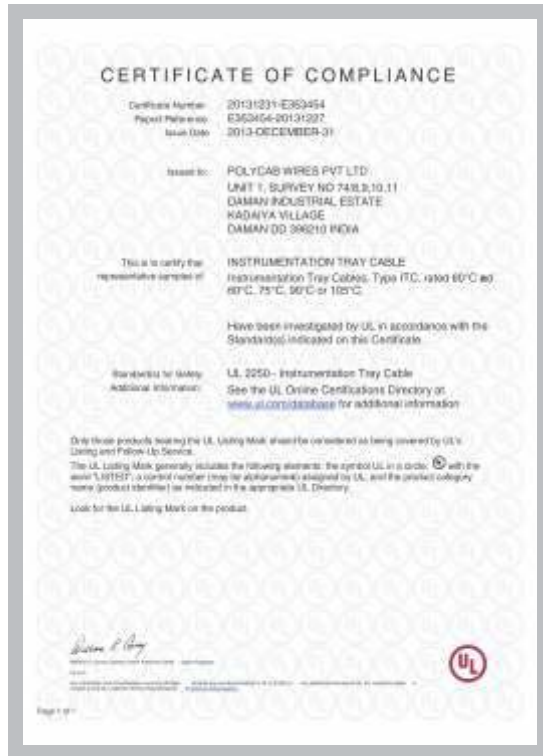 CERTIFICATE OF COMPLIANCE
Certificate Number 20131231-E353454
Report Reference E353454-20131227
Issue Date 2013-DECEMBER-31
Issued to: POLYCAB WIRES PVT LTD
UNIT 1, SURVEY NO 74/8,9,10,11
DAMAN INDUSTRIAL ESTATE
KADAIYA VILLAGE
DAMAN DD 396210 INDIA
This is to certify that INSTRUMENTATION TRAY CABLE
representative samples of Instrumentation Tray Cables, Type ITC, rated 60°C
60°C, 75°C, 90°C or 105°C
Have been investigated by UL in accordance with the
Standard(s) indicated on this Certificate.
Standard(s) for Safety: UL 2250 - Instrumentation Tray Cable
Additional Information: See the UL Online Certifications Directory at
www.ul.com/database for additional information
Only those products bearing the UL Listing Mark should be considered as being covered by UL's
Listing and Follow-Up Service.
The UL Listing Mark generally includes the following elements: the symbol UL in a circle: UL with the
word "LISTED"; a control number (may be alphanumeric) assigned by UL; and the product category
name (product identifier) as indicated in the appropriate UL Directory.
Look for the UL Listing Mark on the product.
UL
Page 1 of 1